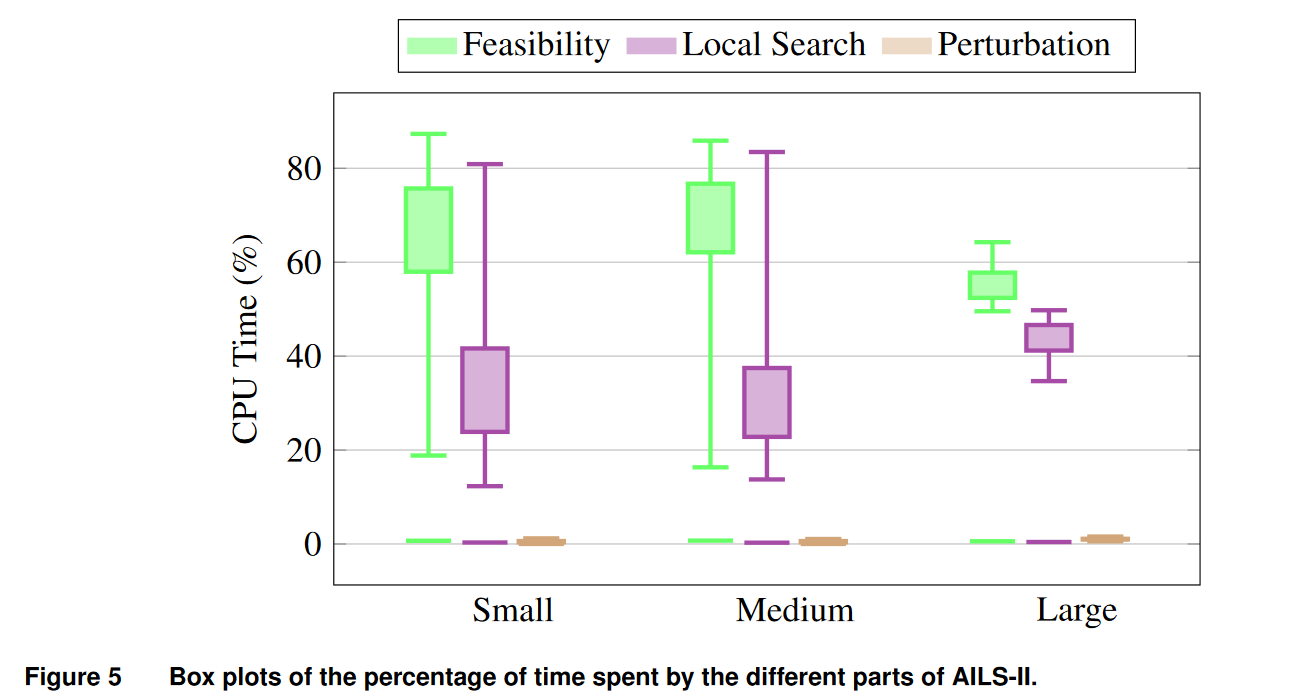 Feasibility Local Search Perturbation
80
60
40
20
0
CPU Time (%)
Small Medium Large
Figure 5 Box plots of the percentage of time spent by the different parts of AILS-II.